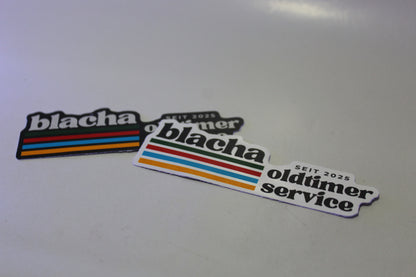 blacha
SEIT 2025
oldtimer
blacha
SEIT 2025
oldtimer
service